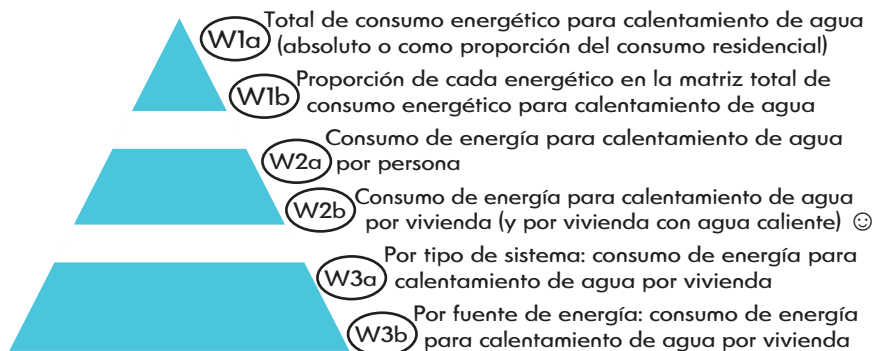 W1a Total de consumo energético para calentamiento de agua
(absoluto o como proporción del consumo residencial)
W1b Proporción de cada energético en la matriz total de
consumo energético para calentamiento de agua
W2a Consumo de energía para calentamiento de agua
por persona
W2b Consumo de energía para calentamiento de agua
por vivienda (y por vivienda con agua caliente) ☺
W3a Por tipo de sistema: consumo de energía para
calentamiento de agua por vivienda
W3b Por fuente de energía: consumo de energía
para calentamiento de agua por vivienda